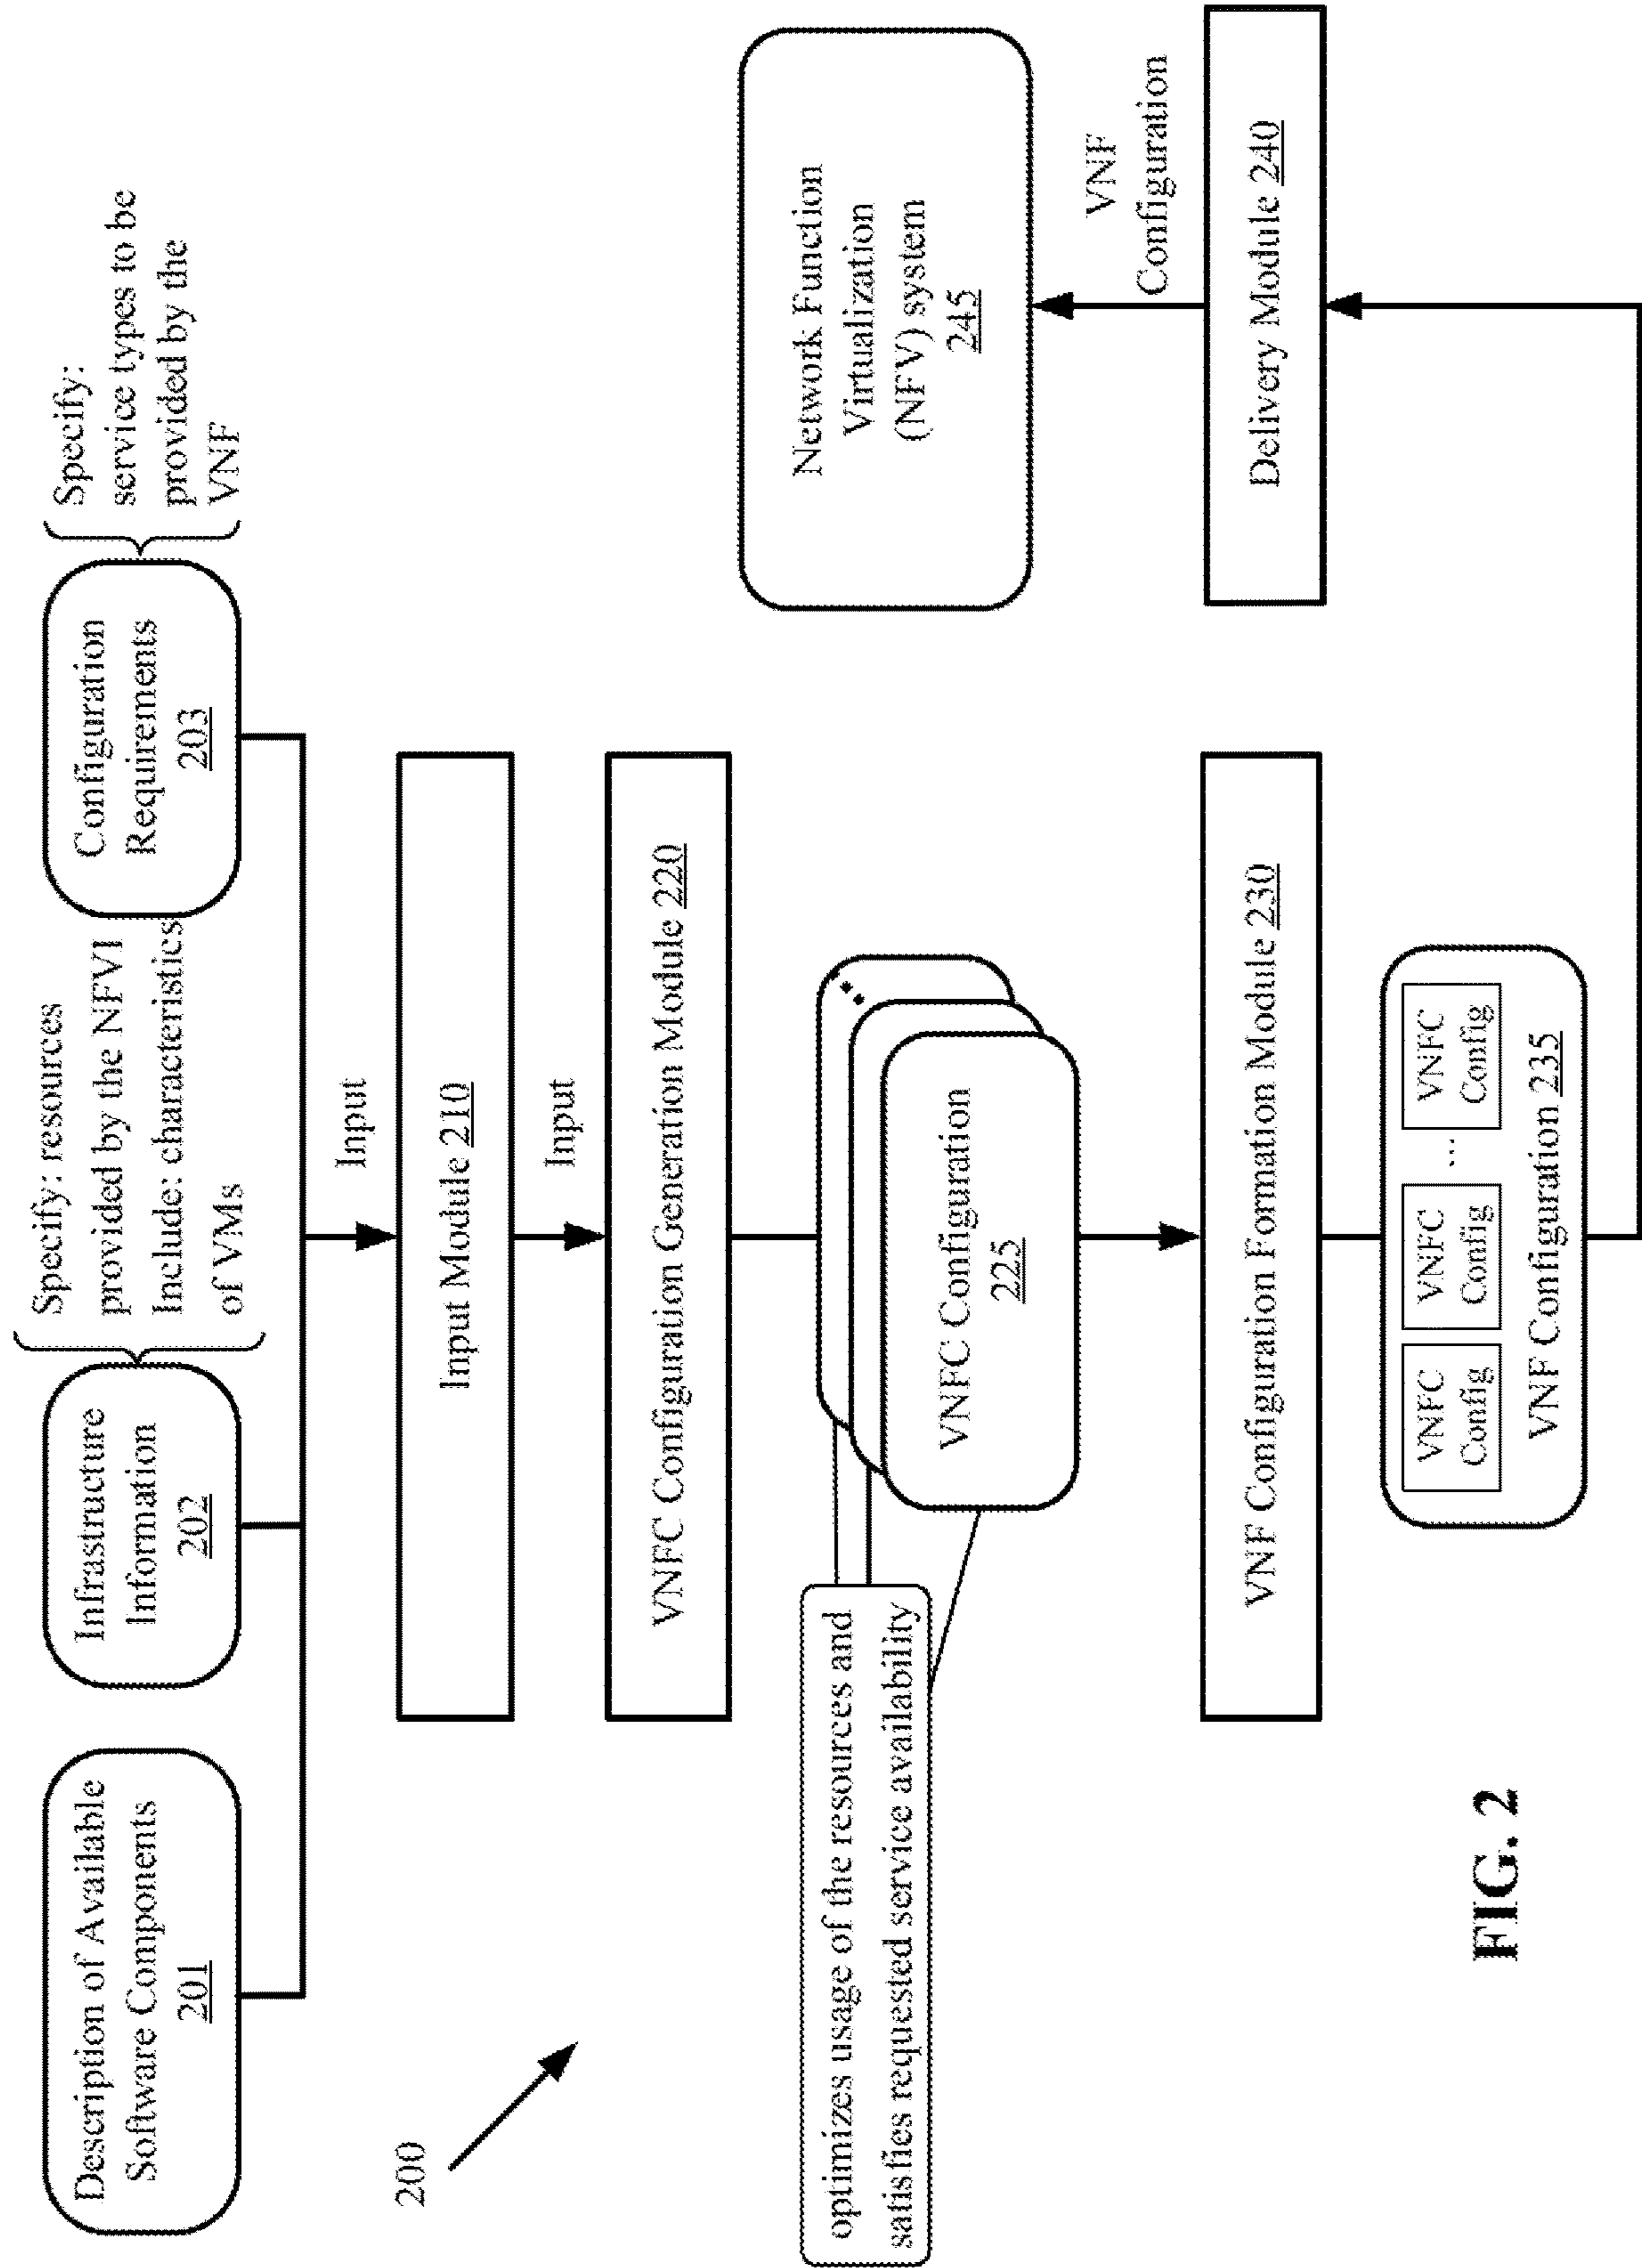 Description of Available
Software Components
201
Infrastructure
Information
202
Specify: resources
provided by the NFVI
Include: characteristics
of VMs
Configuration
Requirements
203
Specify:
service types to be
provided by the
VNF
200
Input
Input Module 210
Input
VNFC Configuration Generation Module 220
optimizes usage of the resources and
satisfies requested service availability
VNFC Configuration
225
VNF Configuration Formation Module 230
VNFC
Config
VNFC
Config
...
VNFC
Config
VNF Configuration 235
Network Function
Virtualization
(NFV) system
245
VNF
Configuration
Delivery Module 240
FIG. 2